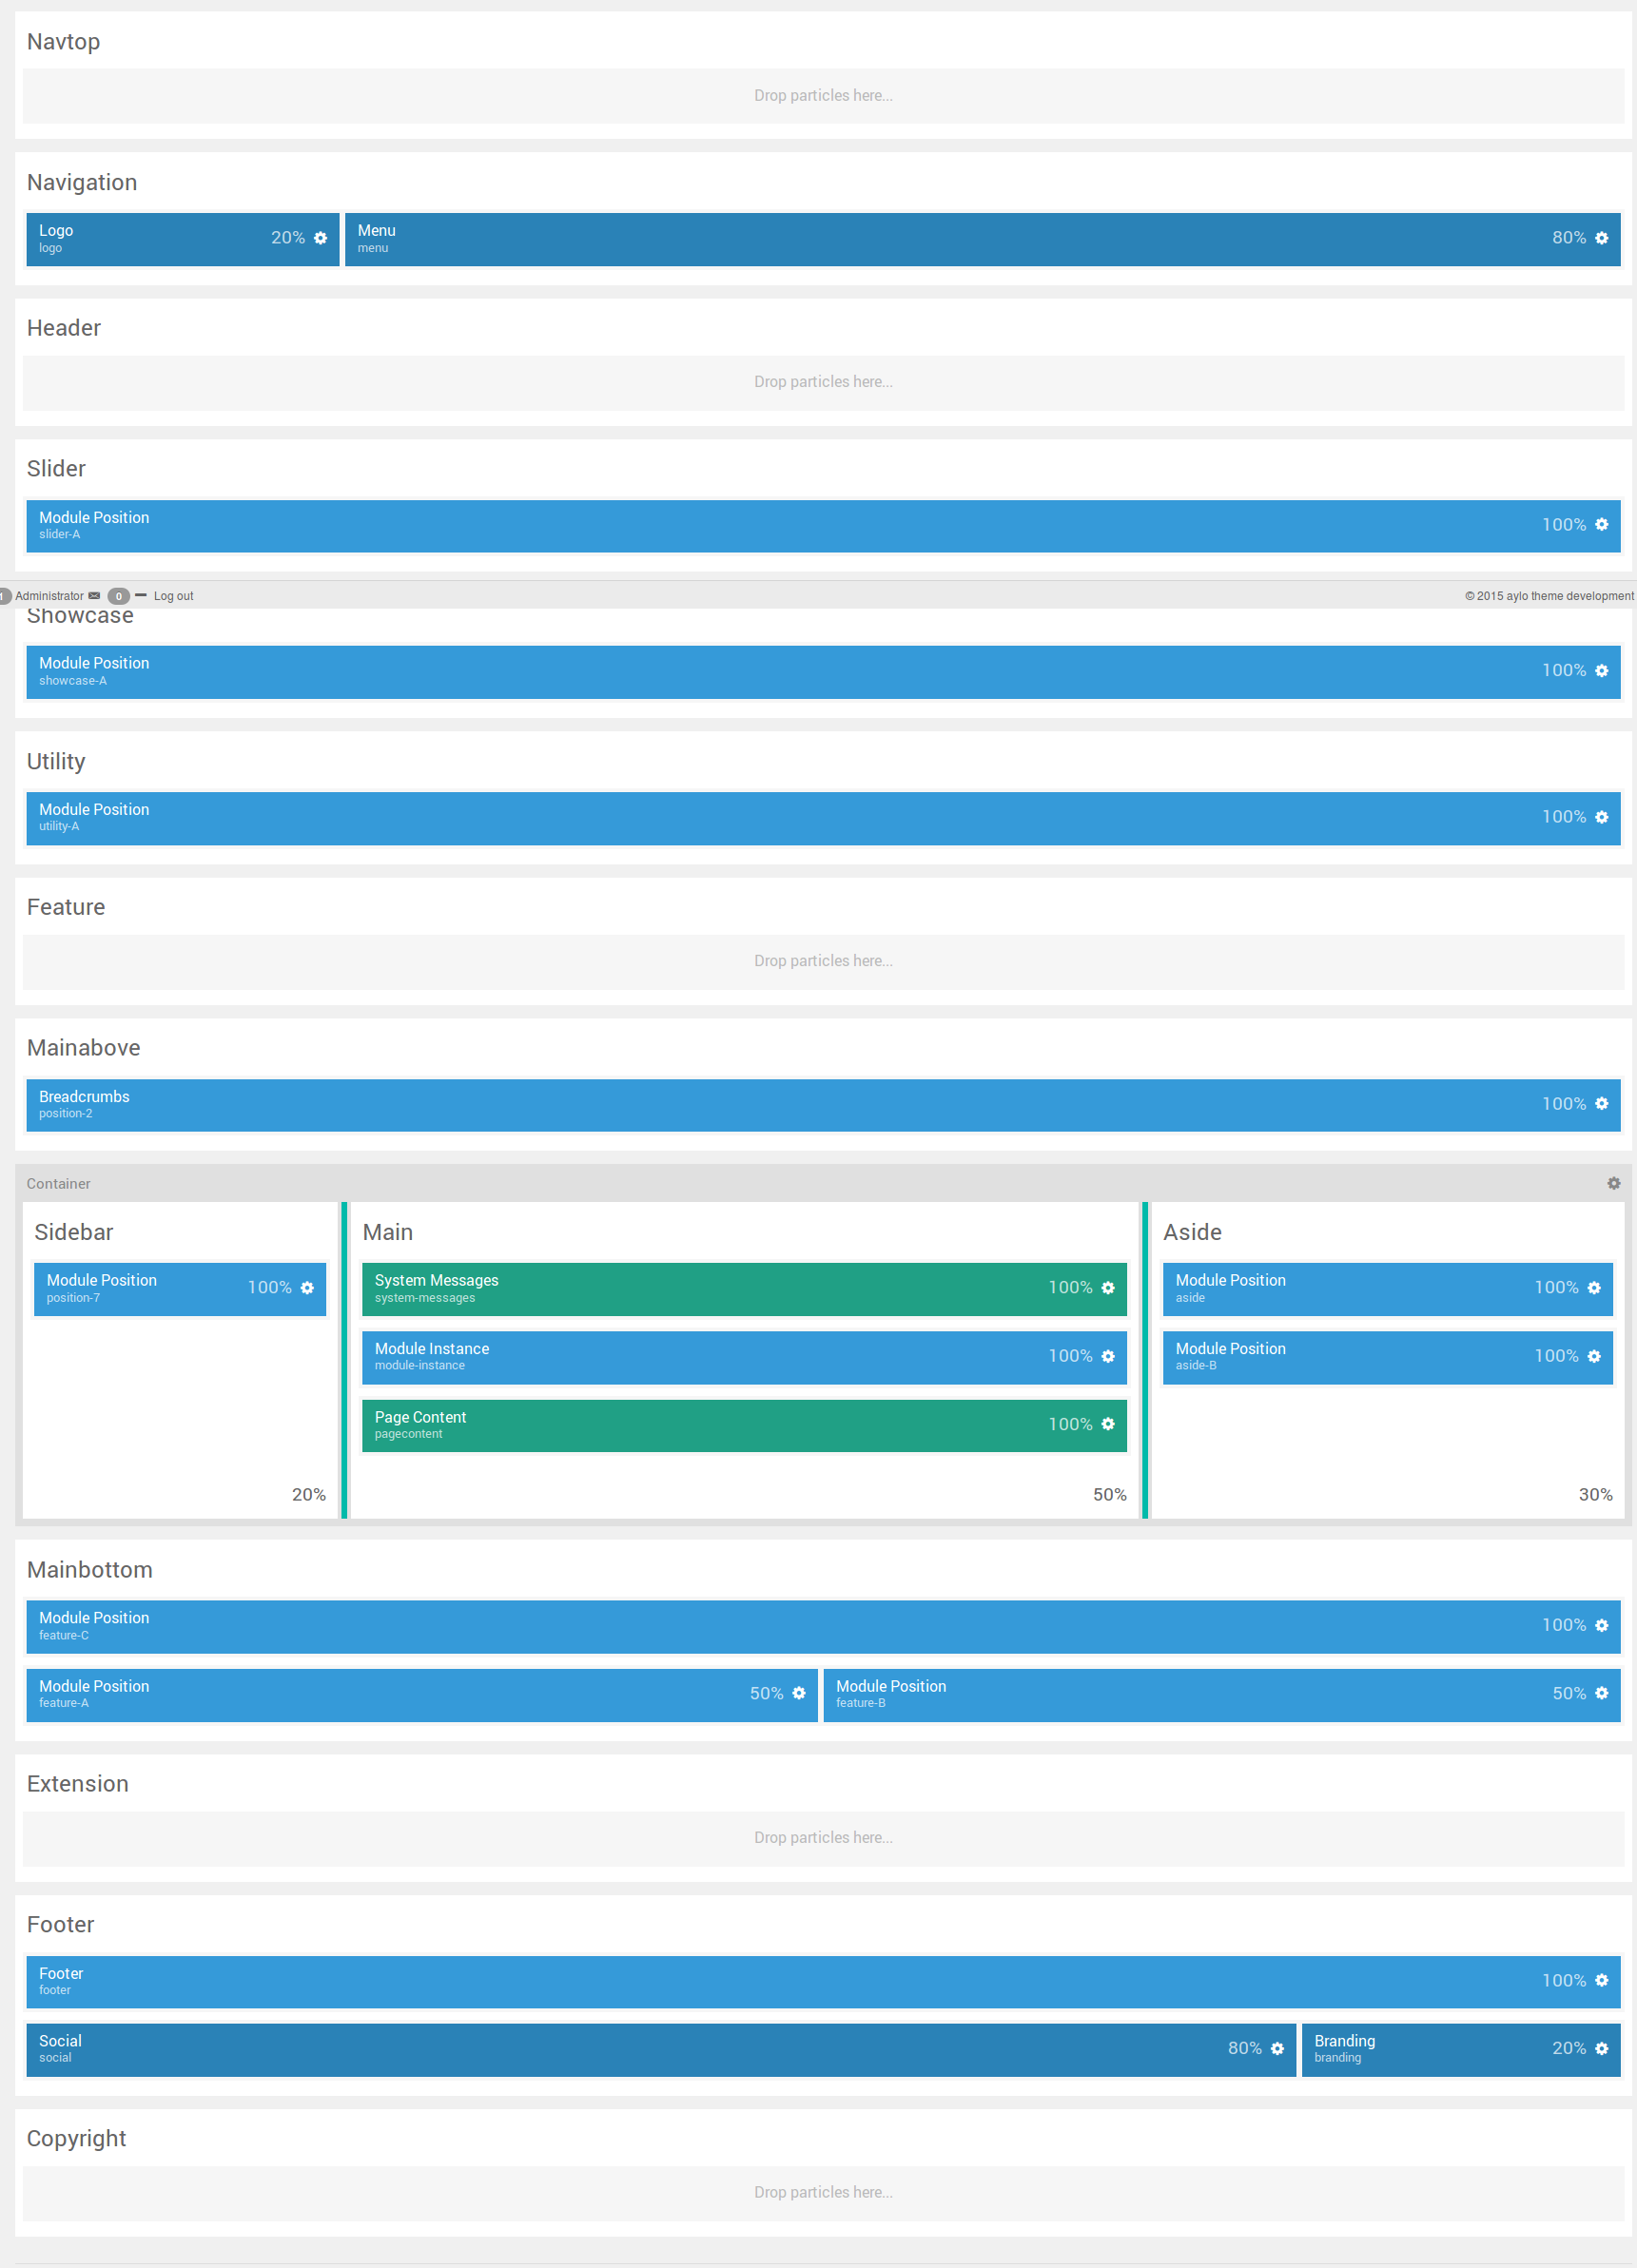 Navtop
Drop particles here...
Navigation
Logo
logo
20%
Menu
menu
80%
Header
Drop particles here...
Slider
Module Position
slider-A
100%
1 Administrator 0 Log out
© 2015 aylo theme development
Showcase
Module Position
showcase-A
100%
Utility
Module Position
utility-A
100%
Feature
Drop particles here...
Mainabove
Breadcrumbs
position-2
100%
Container
Sidebar
Module Position
position-7
100%
20%
Main
System Messages
system-messages
100%
Module Instance
module-instance
100%
Page Content
pagecontent
100%
50%
Aside
Module Position
aside
100%
Module Position
aside-B
100%
30%
Mainbottom
Module Position
feature-C
100%
Module Position
feature-A
50%
Module Position
feature-B
50%
Extension
Drop particles here...
Footer
Footer
footer
100%
Social
social
80%
Branding
branding
20%
Copyright
Drop particles here...